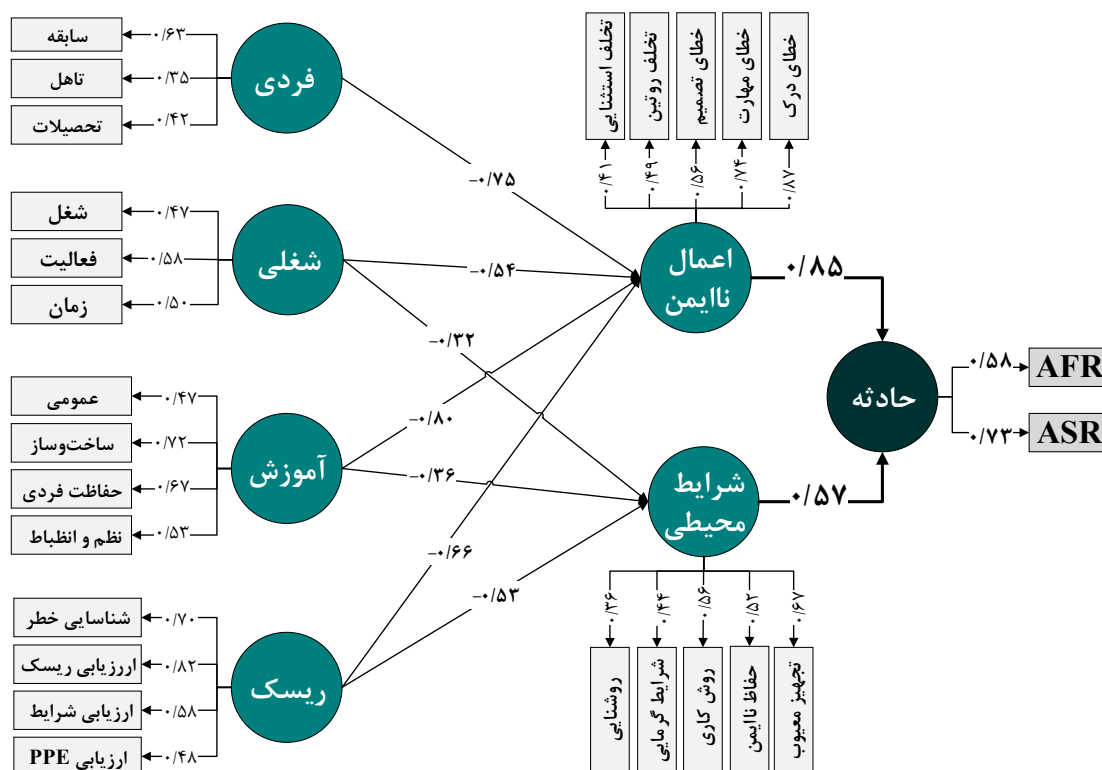 سابقه
۰/۶۳
تاهل
۰/۳۵
تحصیلات
۰/۴۲
فردی
شغل
۰/۴۷
فعالیت
۰/۵۸
زمان
۰/۵۰
شغلی
عمومی
۰/۴۷
ساخت‌وساز
۰/۷۲
حفاظت فردی
۰/۶۷
نظم و انظباط
۰/۵۳
آموزش
شناسایی خطر
۰/۷۰
اررزیابی ریسک
۰/۸۲
ارزیابی شرایط
۰/۵۸
ارزیابی PPE
۰/۴۸
ریسک
−۰/۷۵
−۰/۵۴
−۰/۳۲
−۰/۸۰
−۰/۳۶
−۰/۶۶
−۰/۵۳
تخلف استثنایی
تخلف روتین
خطای تصمیم
خطای مهارت
خطای درک
۰/۴۱
۰/۴۹
۰/۵۶
۰/۷۴
۰/۸۷
اعمال
ناایمن
۰/۸۵
شرایط
محیطی
۰/۵۷
۰/۳۶
۰/۴۴
۰/۵۶
۰/۵۲
۰/۶۷
روشنایی
شرایط گرمایی
روش کاری
حفاظ ناایمن
تجهیز معیوب
حادثه
۰/۵۸
AFR
۰/۷۳
ASR